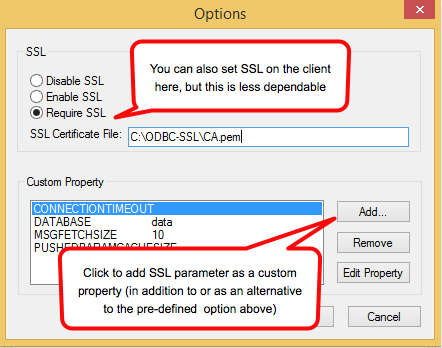 Options
SSL
Disable SSL
Enable SSL
Require SSL
You can also set SSL on the client
here, but this is less dependable
SSL Certificate File: C:\ODBC-SSL\CA.pem
Custom Property
CONNECTIONTIMEOUT
DATABASE data
MSGFETCHSIZE 10
Add...
Remove
Edit Property
Click to add SSL parameter as a custom
property (in addition to or as an alternative
to the pre-defined option above)
Cancel